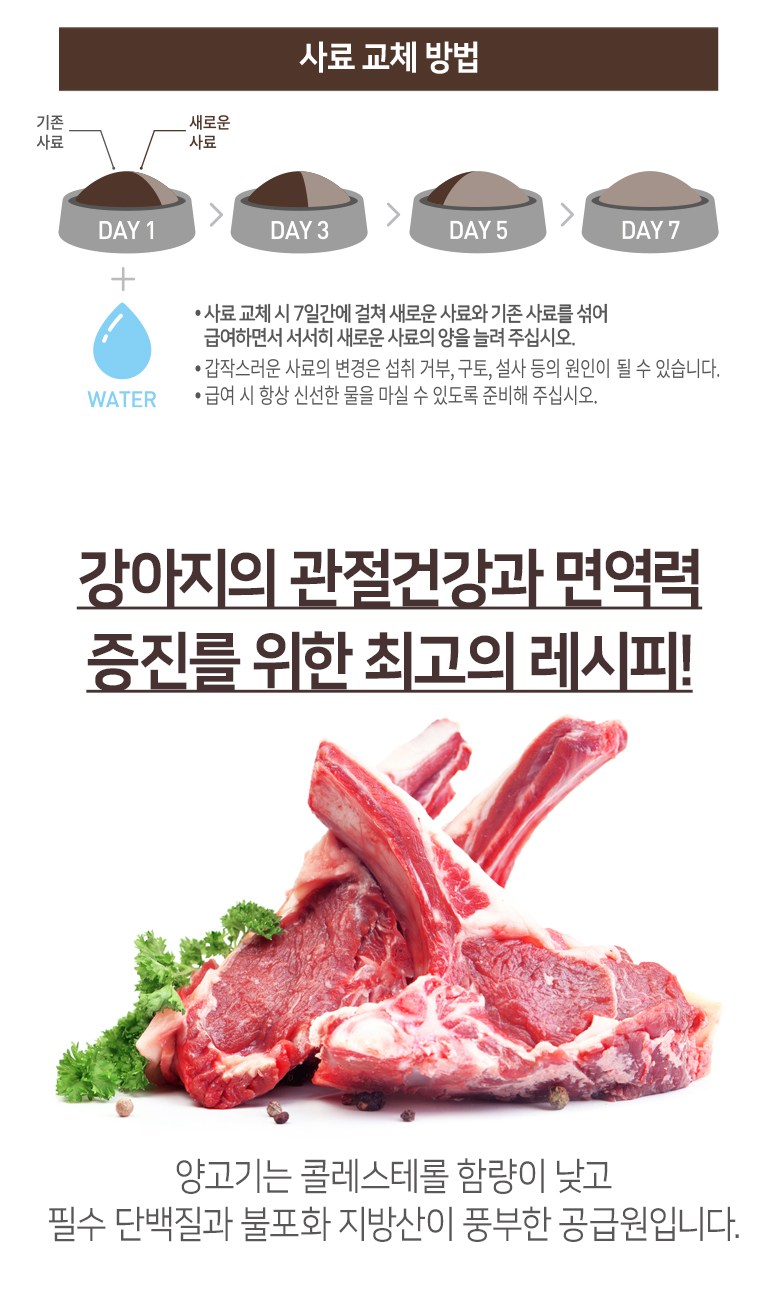 사료 교체 방법
기존
사료
새로운
사료
DAY 1
DAY 3
DAY 5
DAY 7
WATER
• 사료 교체 시 7일간에 걸쳐 새로운 사료와 기존 사료를 섞어
급여하면서 서서히 새로운 사료의 양을 늘려 주십시오.
• 갑작스러운 사료의 변경은 섭취 거부, 구토, 설사 등의 원인이 될 수 있습니다.
• 급여 시 항상 신선한 물을 마실 수 있도록 준비해 주십시오.
강아지의 관절건강과 면역력
증진를 위한 최고의 레시피!
양고기는 콜레스테롤 함량이 낮고
필수 단백질과 불포화 지방산이 풍부한 공급원입니다.